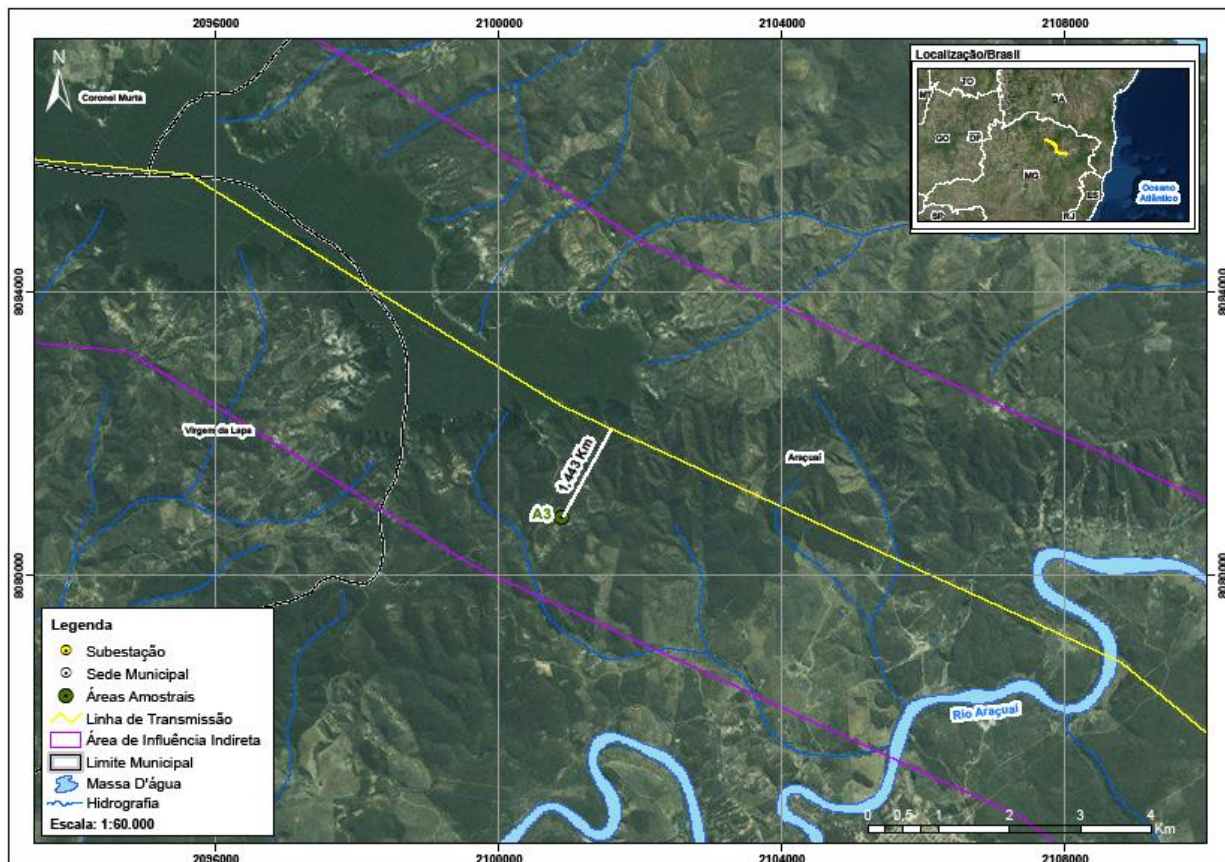 2096000
2100000
2104000
2108000
N
Coronel Murta
Localização/Brasil
MT
TO
BA
GO
DF
MG
ES
SP
RJ
Oceano
Atlântico
8084000
8084000
Virgem da Lapa
1,443 Km
Araçuaí
A3
8080000
8080000
Rio Araçuaí
Legenda
Subestação
Sede Municipal
Áreas Amostrais
Linha de Transmissão
Área de Influência Indireta
Limite Municipal
Massa D'água
Hidrografia
Escala: 1:60.000
0 0,5 1 2 3 4
Km
2096000
2100000
2104000
2108000